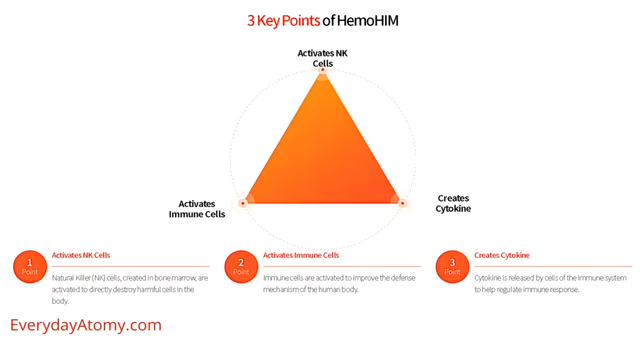 3 Key Points of HemoHIM
Activates NK
Cells
Activates
Immune Cells
Creates
Cytokine
1
Point
Activates NK Cells
Natural Killer (NK) cells, created in bone marrow, are
activated to directly destroy harmful cells in the
body.
2
Point
Activates Immune Cells
Immune cells are activated to improve the defense
mechanism of the human body.
3
Point
Creates Cytokine
Cytokine is released by cells of the immune system
to help regulate immune response.
EverydayAtomy.com